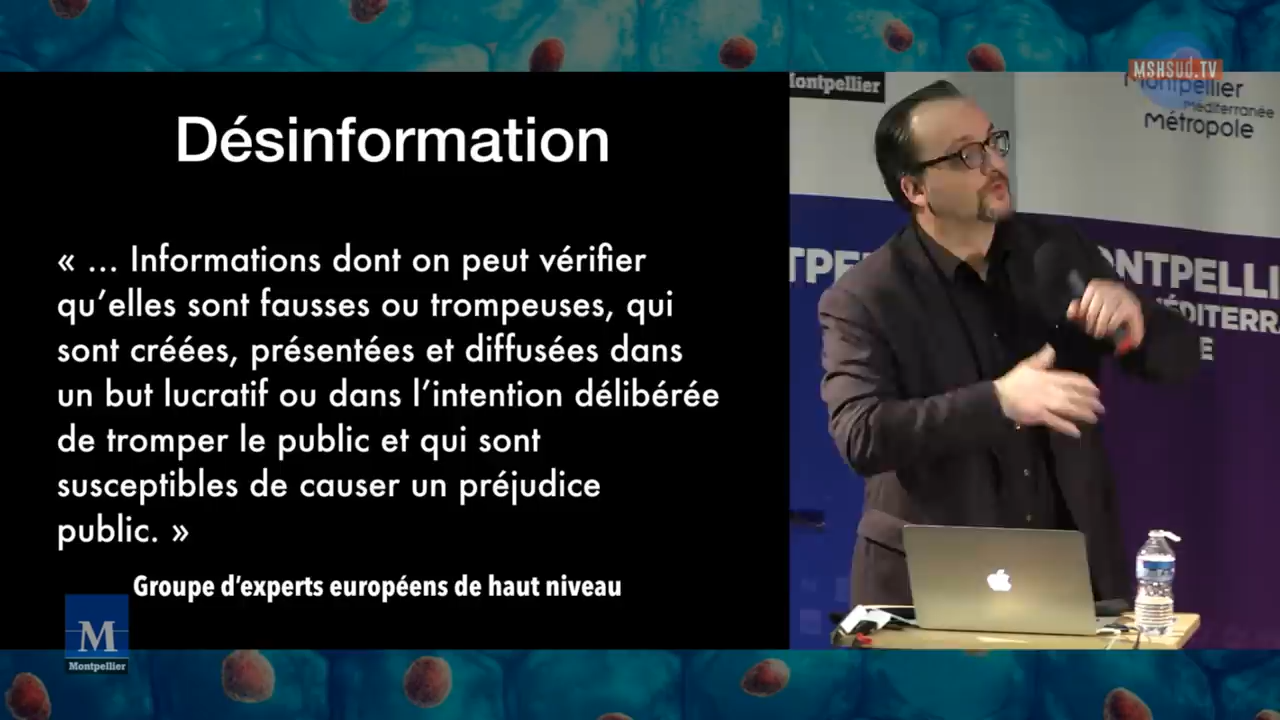 Désinformation
« ... Informations dont on peut vérifier
qu’elles sont fausses ou trompeuses, qui
sont créées, présentées et diffusées dans
un but lucratif ou dans l’intention délibérée
de tromper le public et qui sont
susceptibles de causer un préjudice
public. »
Groupe d’experts européens de haut niveau
M
Montpellier
MSHSUD.TV
Montpellier
Montpellier
Méditerranée
Métropole